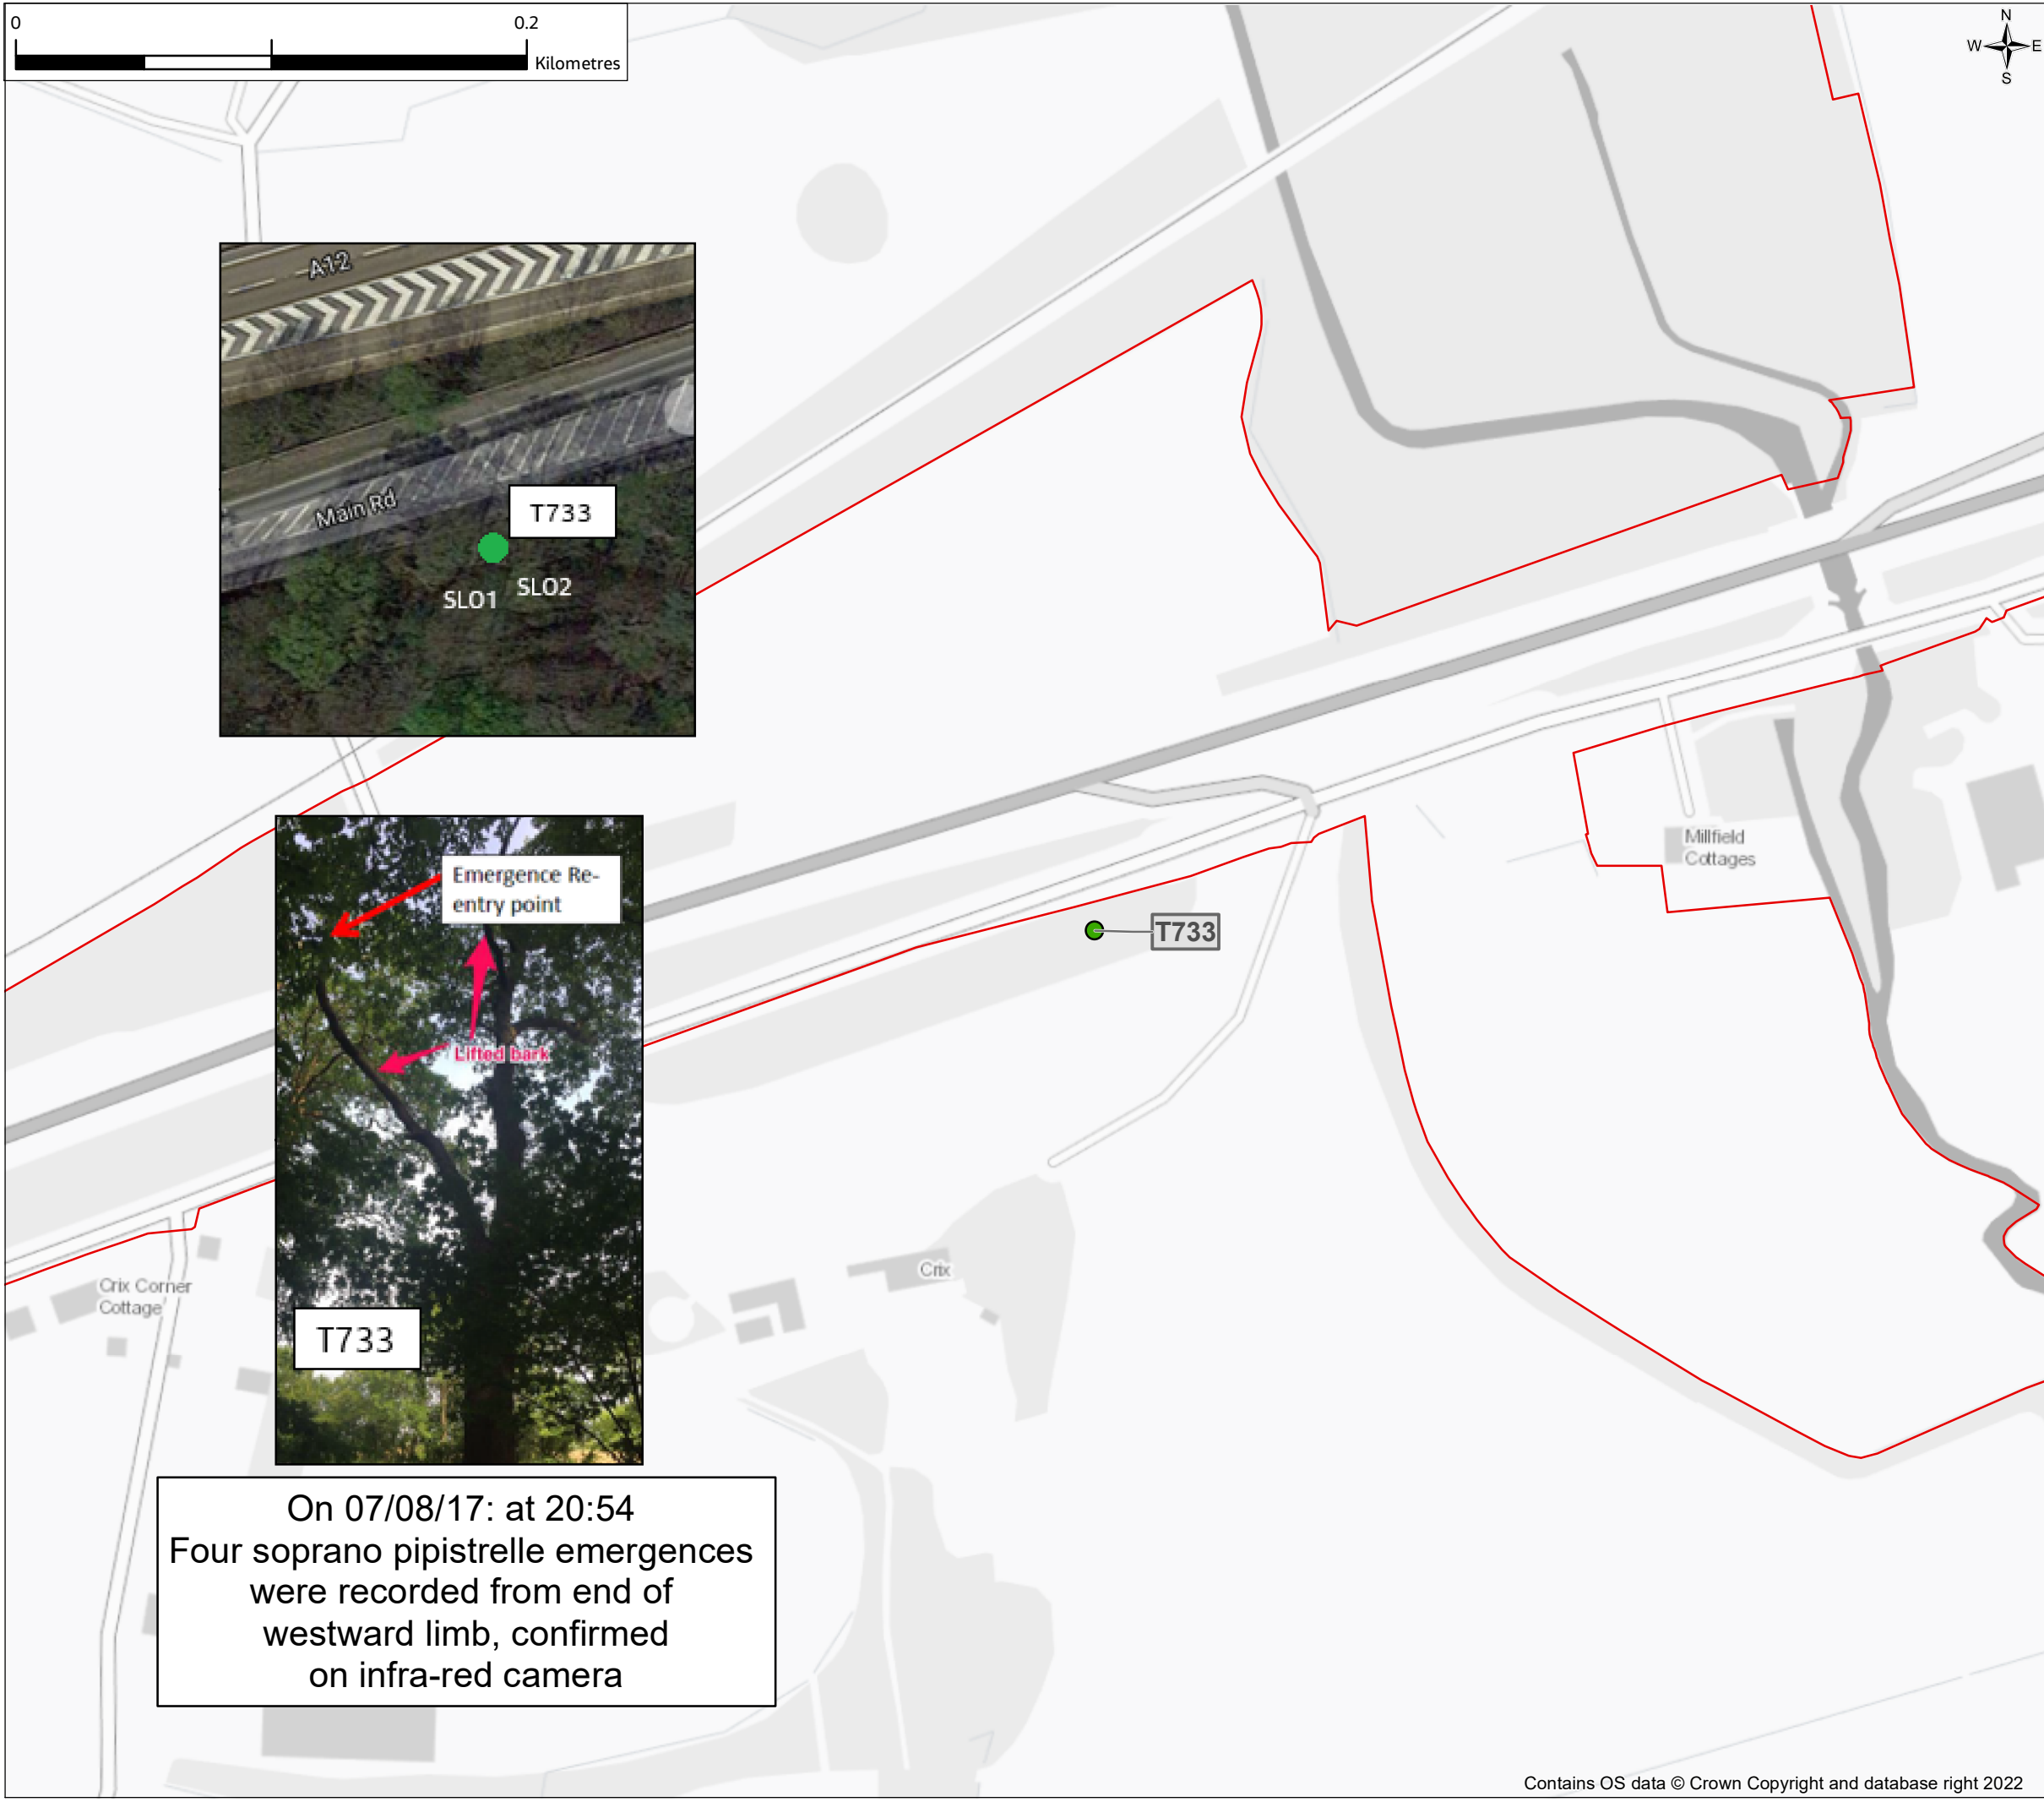 0
0.2
Kilometres
N
W
E
S
A12
Main Rd
T733
SL01
SL02
Emergence Re-
entry point
Lifted bark
T733
T733
Millfield
Cottages
Crix Corner
Cottage
Crix
On 07/08/17: at 20:54
Four soprano pipistrelle emergences
were recorded from end of
westward limb, confirmed
on infra-red camera
Contains OS data © Crown Copyright and database right 2022